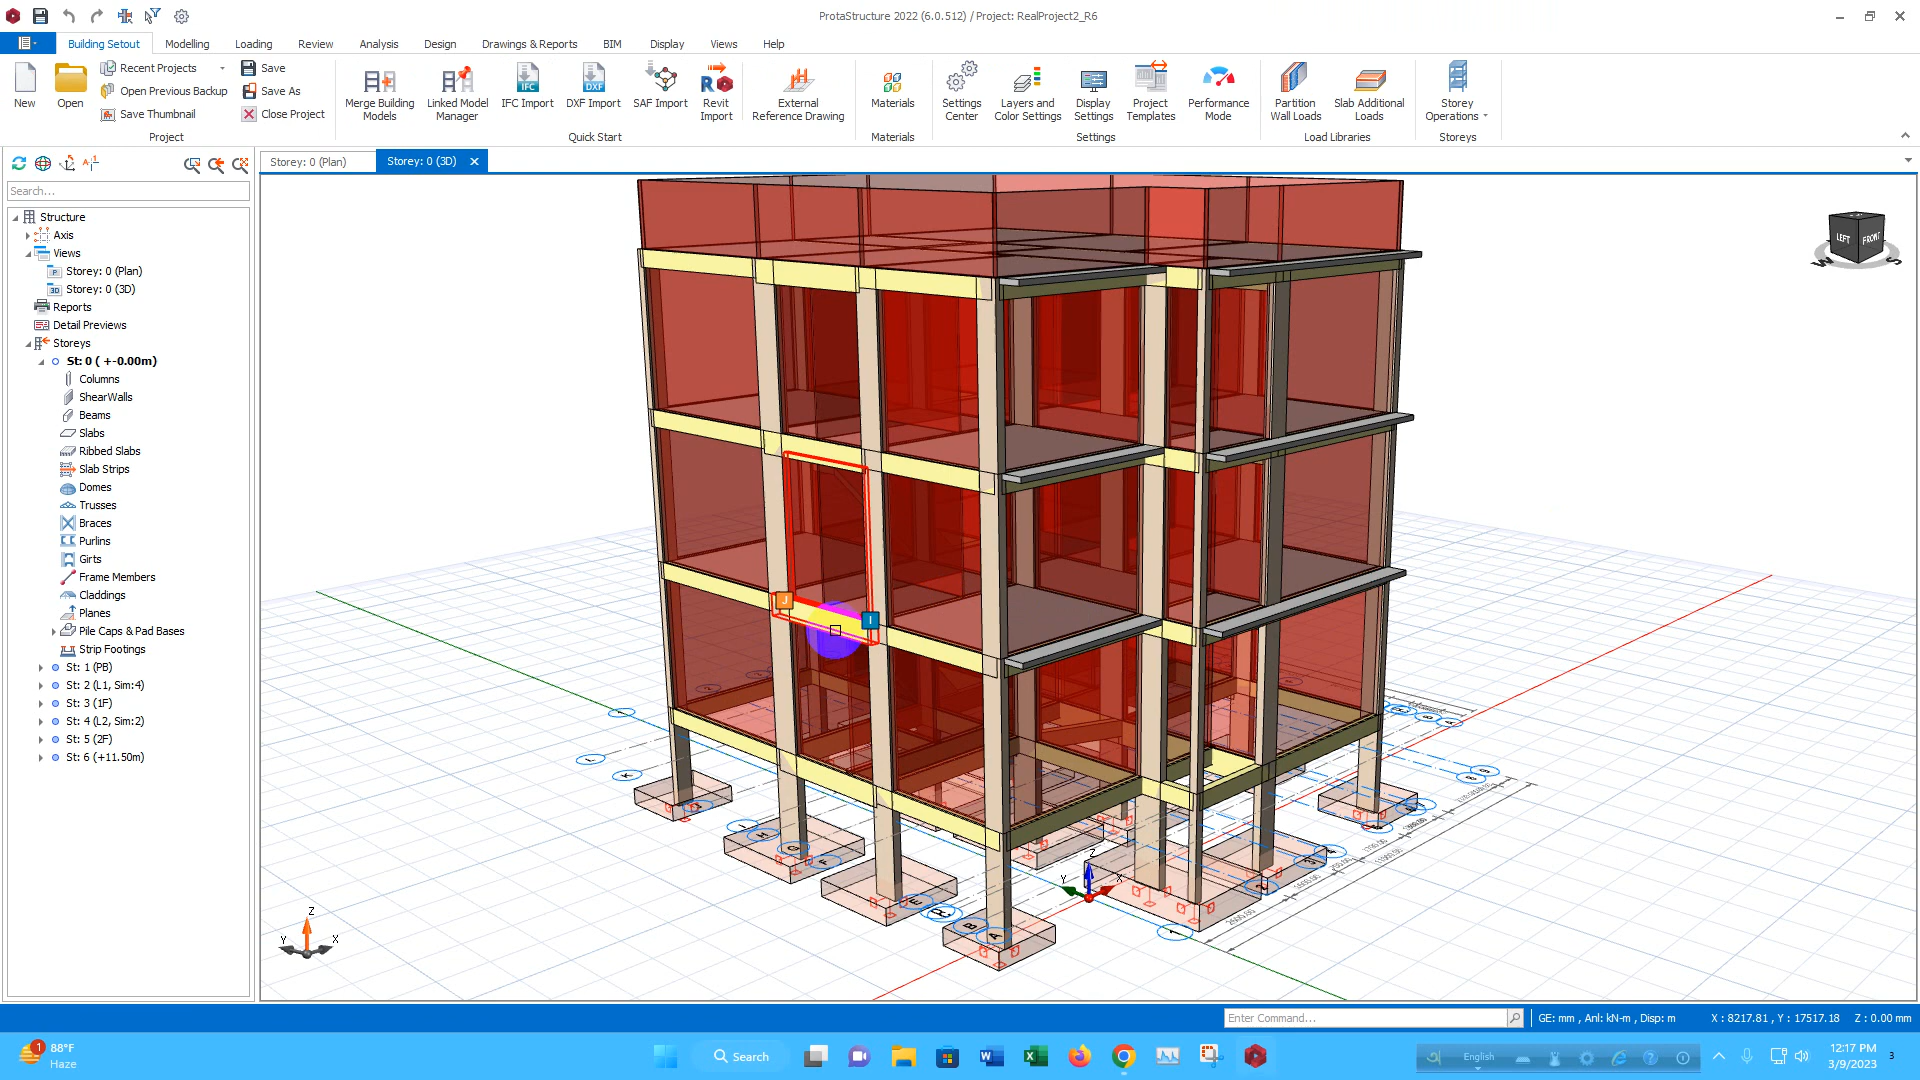 ProtaStructure 2022 (6.0.512) / Project: RealProject2_R6
Building Setout Modelling Loading Review Analysis Design Drawings & Reports BIM Display Views Help
New
Open
Recent Projects
Open Previous Backup
Save Thumbnail
Save
Save As
Close Project
Project
Merge Building Models
Linked Model Manager
IFC Import
DXF Import
SAF Import
Revit Import
Quick Start
External Reference Drawing
Materials
Materials
Settings Center
Layers and Color Settings
Display Settings
Project Templates
Performance Mode
Settings
Partition Wall Loads
Slab Additional Loads
Load Libraries
Storey Operations
Storeys
Search...
Storey: 0 (Plan)
Storey: 0 (3D)
Structure
Axis
Views
Storey: 0 (Plan)
Storey: 0 (3D)
Reports
Detail Previews
Storeys
St: 0 ( +-0.00m)
Columns
ShearWalls
Beams
Slabs
Ribbed Slabs
Slab Strips
Domes
Trusses
Braces
Purlins
Girts
Frame Members
Claddings
Planes
Pile Caps & Pad Bases
Strip Footings
St: 1 (PB)
St: 2 (L1, Sim:4)
St: 3 (1F)
St: 4 (L2, Sim:2)
St: 5 (2F)
St: 6 (+11.50m)
LEFT FRONT
W S
J I
Z
Y X
Z
Y X
Enter Command...
GE: mm , Anl: kN-m , Disp: m
X : 8217.81 , Y : 17517.18 Z : 0.00 mm
1
88°F
Haze
Search
English
12:17 PM
3/9/2023
3